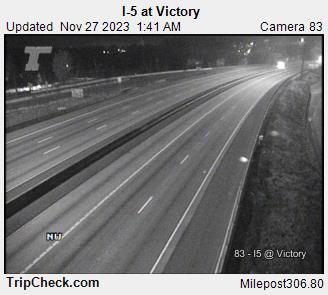 I-5 at Victory
Updated Nov 27 2023 1:41 AM Camera 83
NW
83 - I5 @ Victory
TripCheck.com Milepost306.80